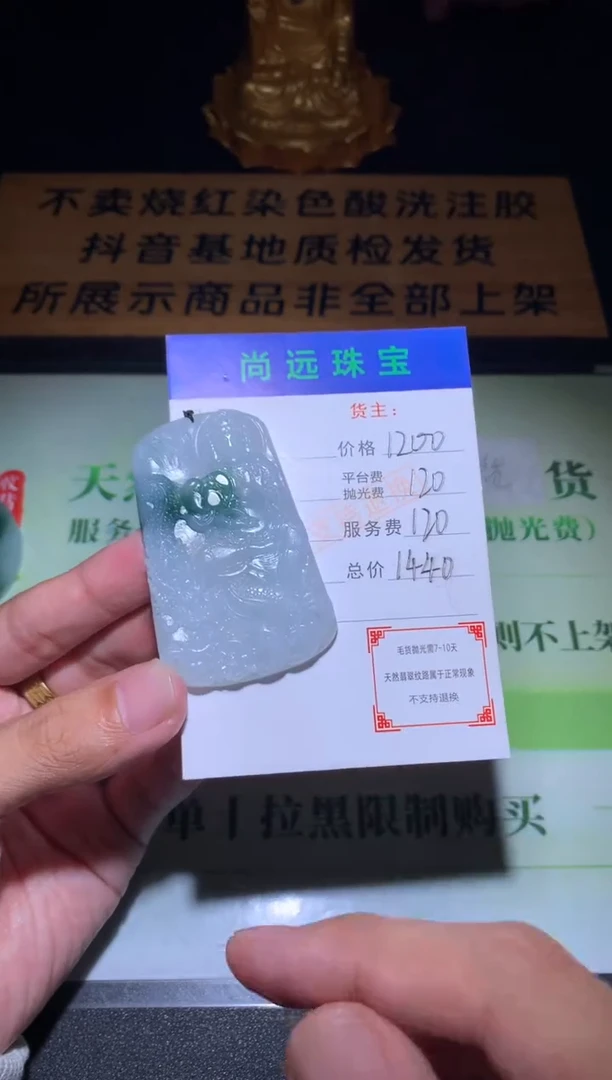 不卖烧红染色酸洗注胶
抖音基地质检发货
所展示商品非全部上架
尚远珠宝
货主：
价格 1200
平台费
抛光费 120
服务费 120
总价 1440
毛货抛光需7-10天
天然翡翠纹路属于正常现象
不支持退换
天
货
服务
抛光费）
则不上架
单 拉黑限制购买